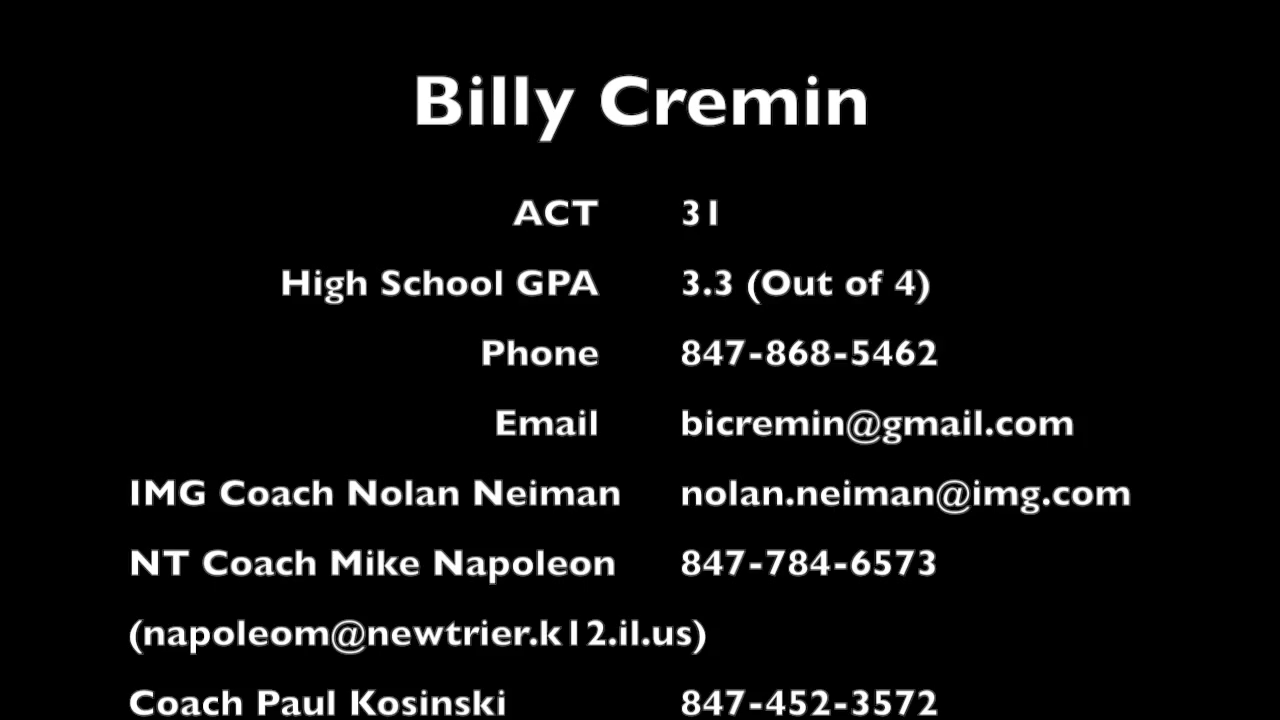 Billy Cremin
ACT 31
High School GPA 3.3 (Out of 4)
Phone 847-868-5462
Email bicremin@gmail.com
IMG Coach Nolan Neiman nolan.neiman@img.com
NT Coach Mike Napoleon 847-784-6573
(napoleom@newtrier.k12.il.us)
Coach Paul Kosinski 847-452-3572